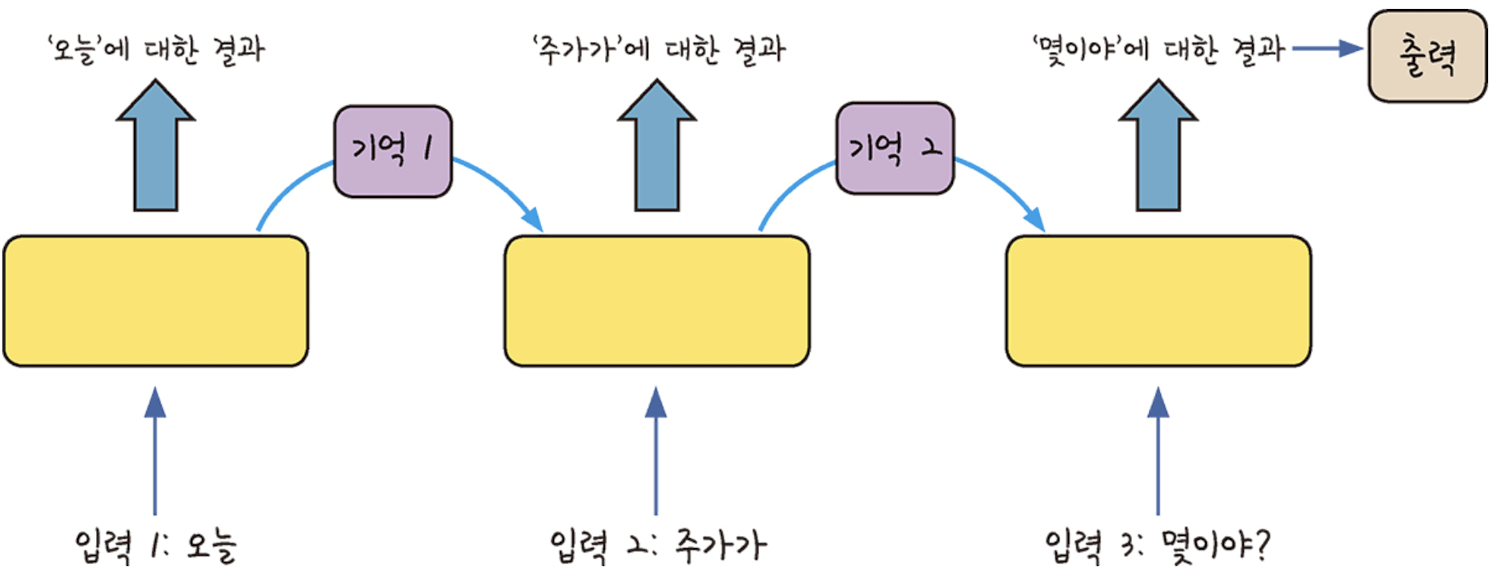 ‘오늘’에 대한 결과
‘주가가’에 대한 결과
‘몇이야’에 대한 결과
출력
기억 1
기억 2
입력 1: 오늘
입력 2: 주가가
입력 3: 몇이야?